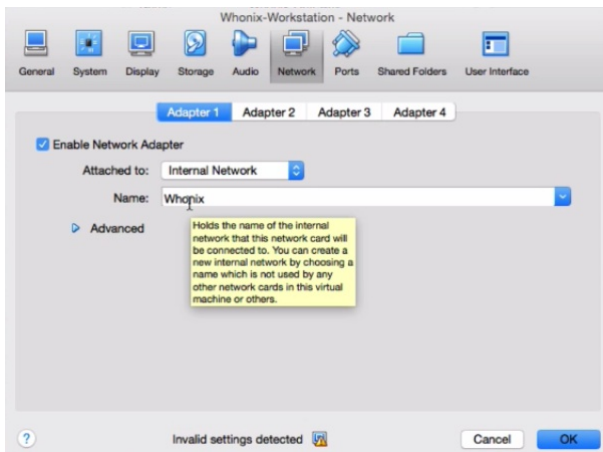 Whonix-Workstation - Network
General System Display Storage Audio Network Ports Shared Folders User Interface
Adapter 1 Adapter 2 Adapter 3 Adapter 4
Enable Network Adapter
Attached to: Internal Network
Name: Whonix
Advanced
Holds the name of the internal
network that this network card will
be connected to. You can create a
new internal network by choosing a
name which is not used by any
other network cards in this virtual
machine or others.
? Invalid settings detected Cancel OK